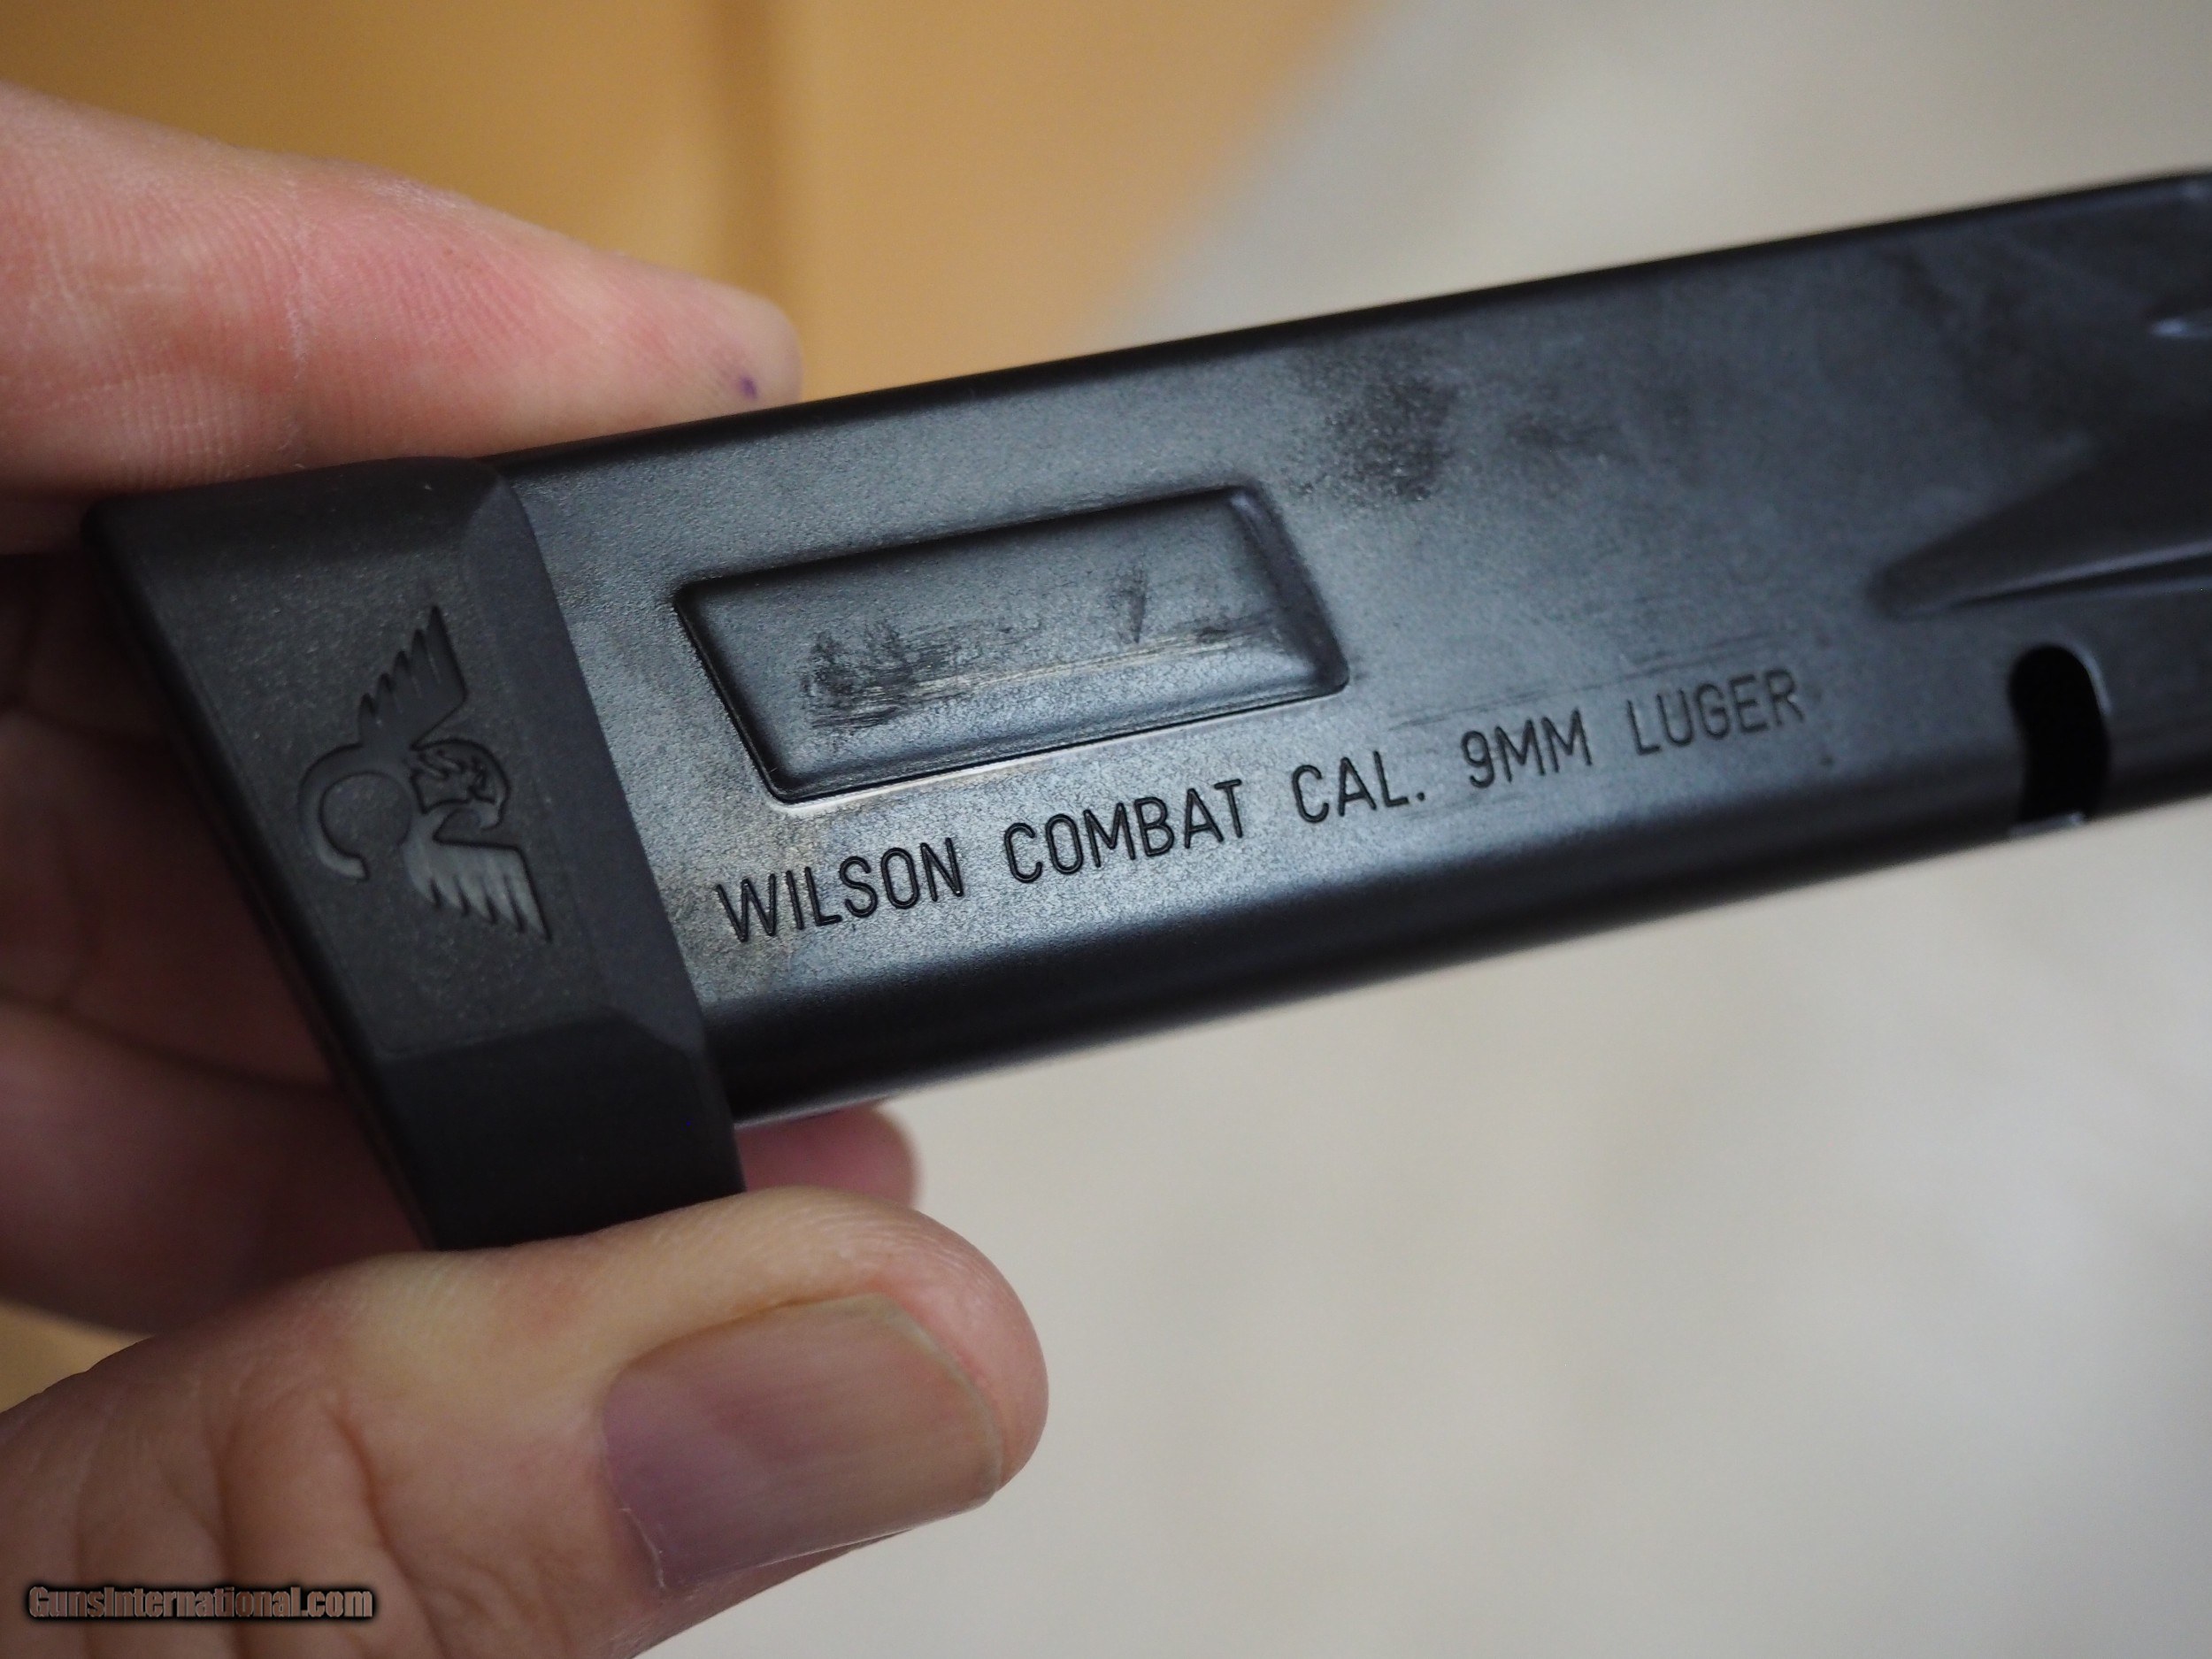 WILSON COMBAT CAL. 9MM LUGER
GunsInternational.com